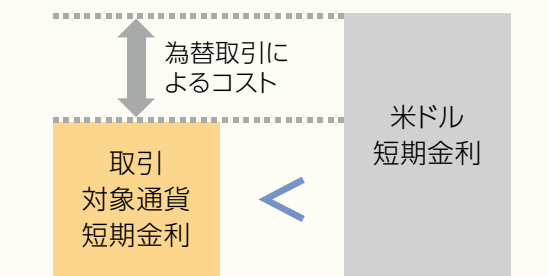 為替取引に
よるコスト
米ドル
短期金利
取引
対象通貨
短期金利
<